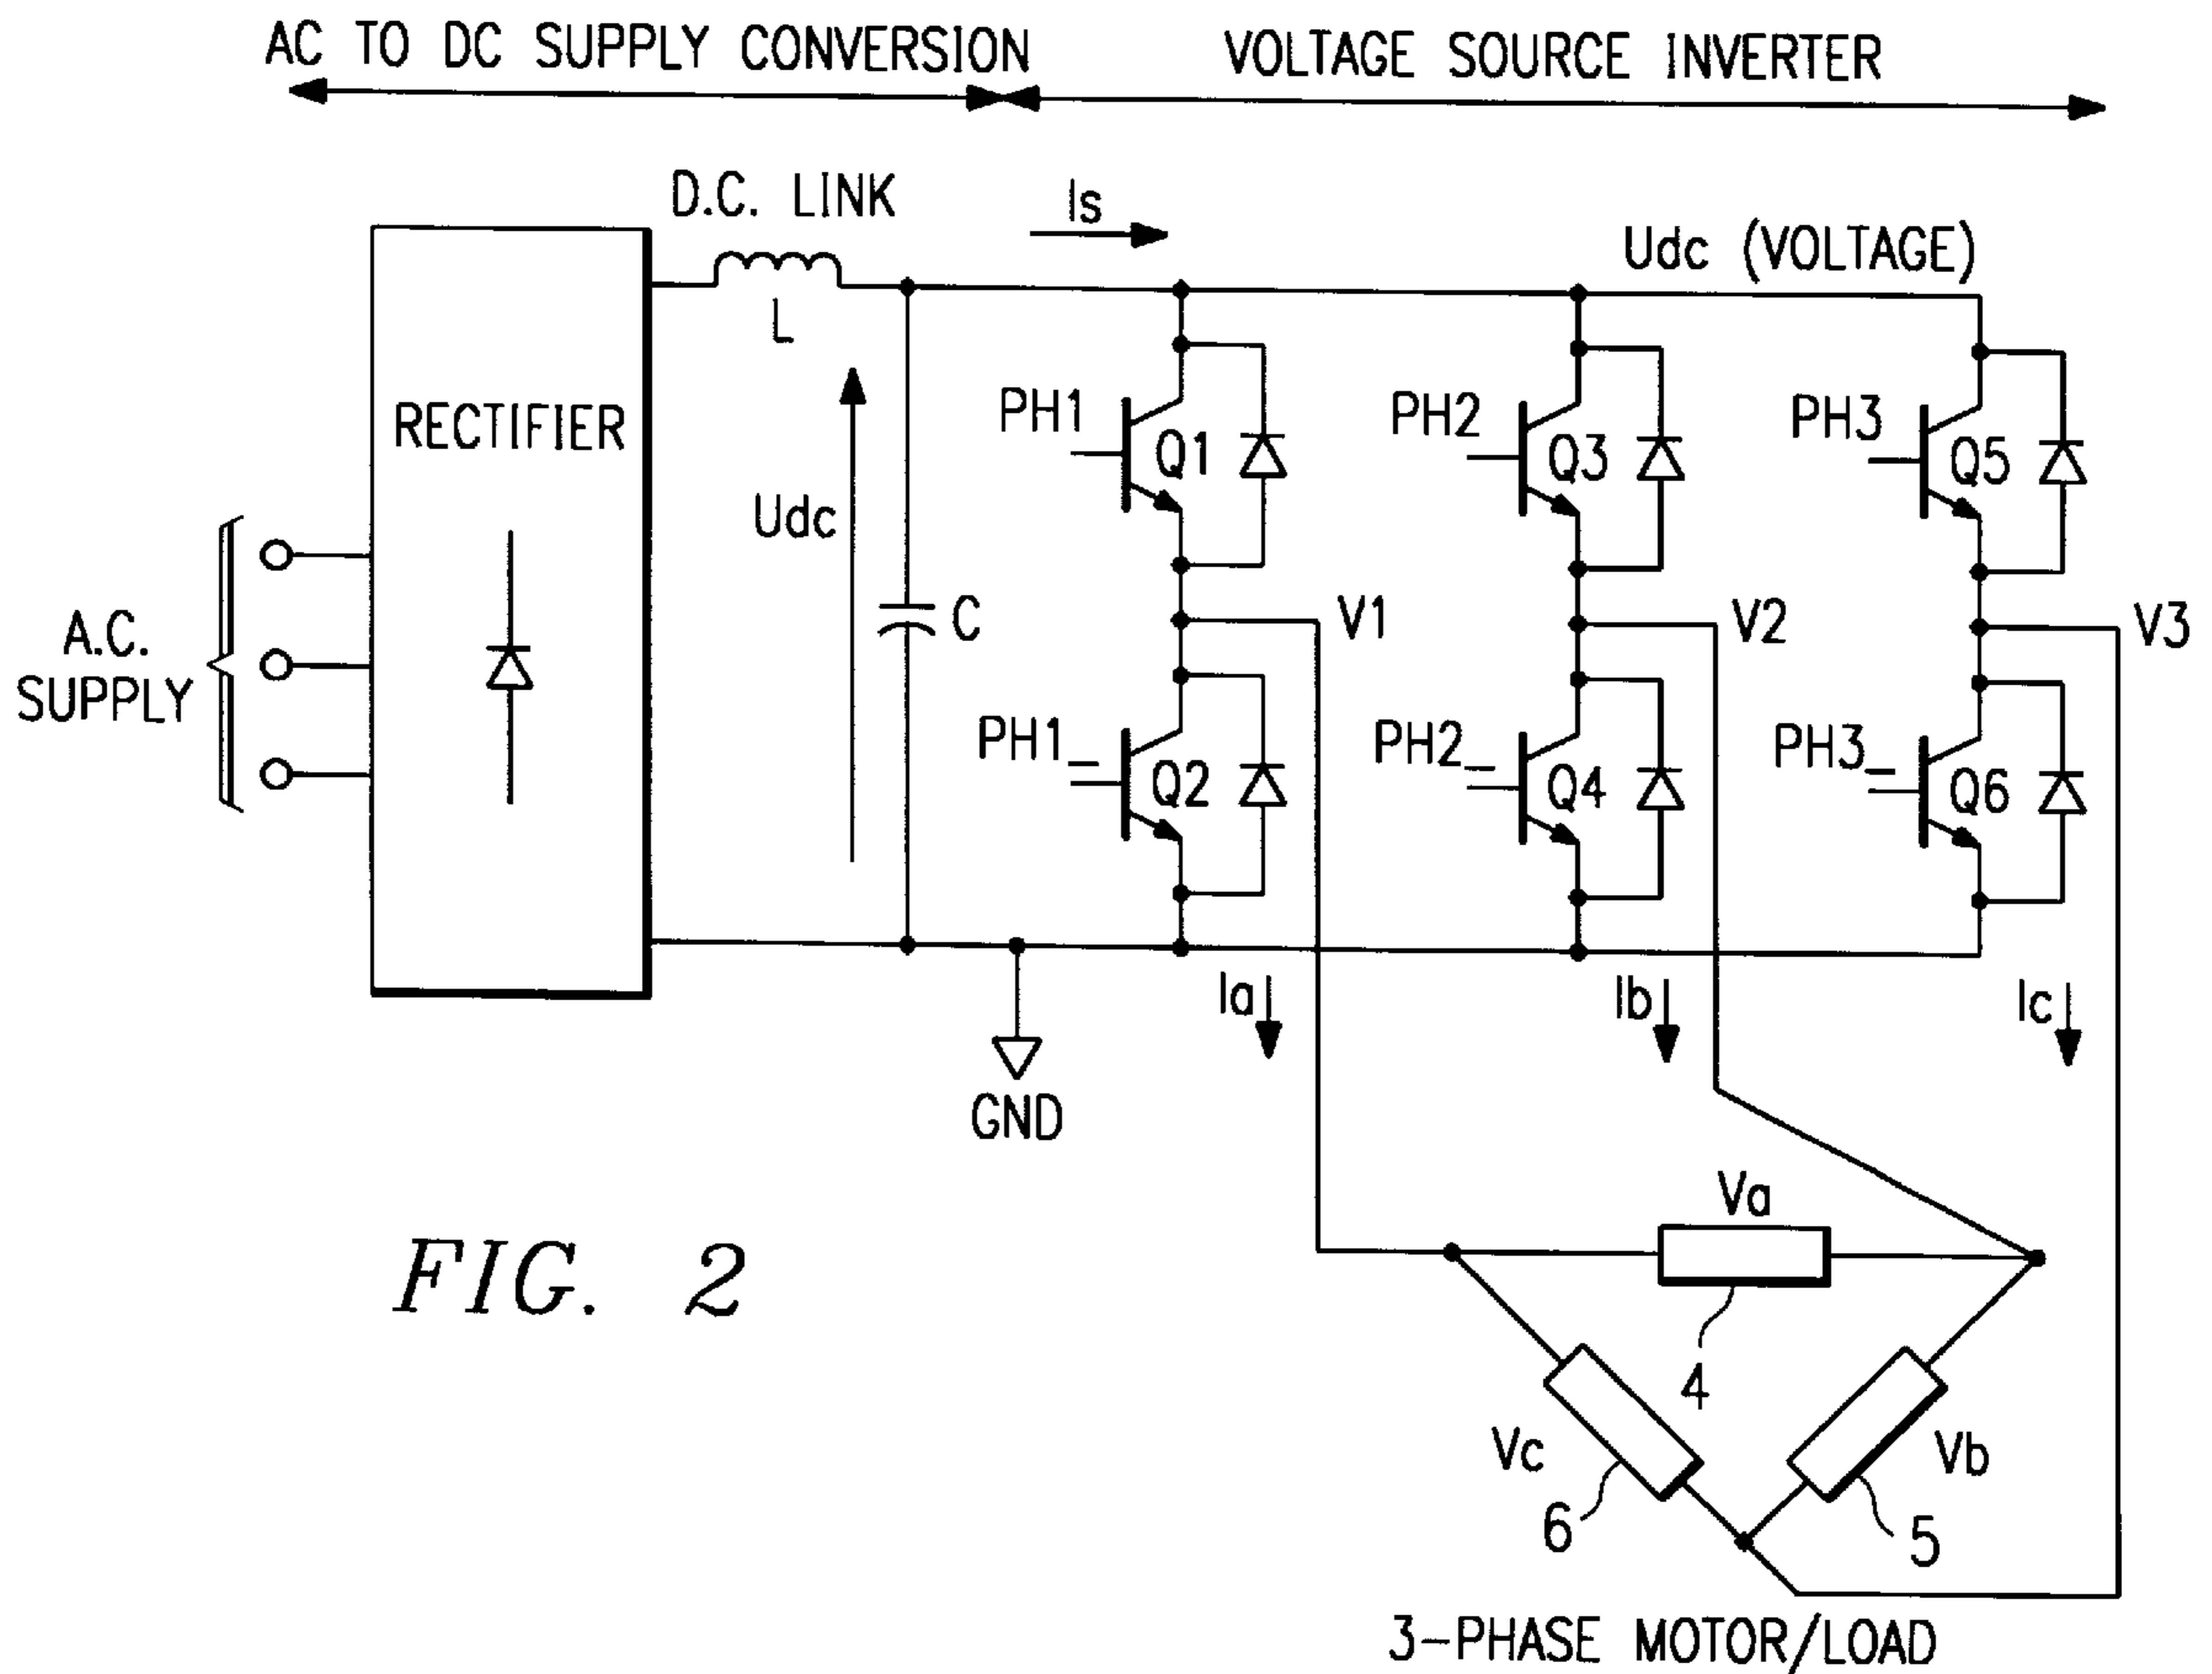 AC TO DC SUPPLY CONVERSION
VOLTAGE SOURCE INVERTER
D.C. LINK
Is
Udc (VOLTAGE)
L
RECTIFIER
PH1
Q1
PH2
Q3
PH3
Q5
Udc
C
V1
V2
V3
A.C.
SUPPLY
PH1_
Q2
PH2_
Q4
PH3_
Q6
Ia
Ib
Ic
GND
Va
4
Vc
Vb
6
5
FIG. 2
3-PHASE MOTOR/LOAD